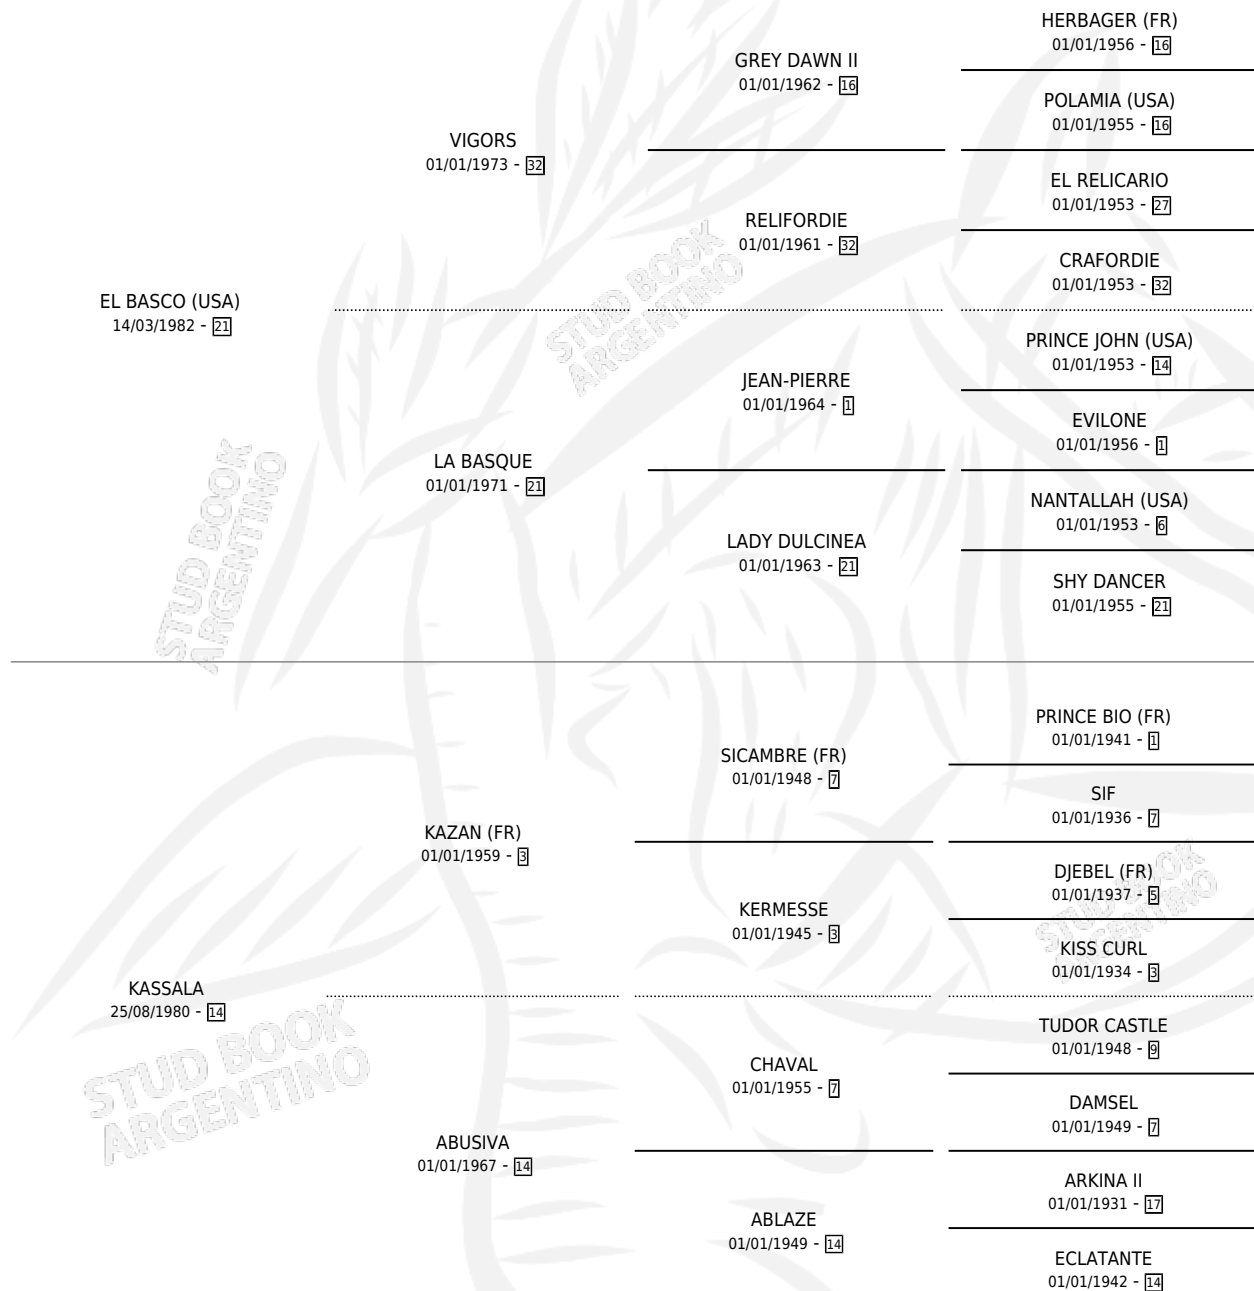 HERBAGER (FR)
01/01/1956 - 16
GREY DAWN II
01/01/1962 - 16
POLAMIA (USA)
01/01/1955 - 16
VIGORS
01/01/1973 - 32
EL RELICARIO
01/01/1953 - 27
RELIFORDIE
01/01/1961 - 32
CRAFORDIE
01/01/1953 - 32
EL BASCO (USA)
14/03/1982 - 21
STUD BOOK
ARGENTINO
PRINCE JOHN (USA)
01/01/1953 - 14
JEAN-PIERRE
01/01/1964 - 1
EVILONE
01/01/1956 - 1
LA BASQUE
01/01/1971 - 21
NANTALLAH (USA)
01/01/1953 - 6
LADY DULCINEA
01/01/1963 - 21
SHY DANCER
01/01/1955 - 21
STUD BOOK
ARGENTINO
PRINCE BIO (FR)
01/01/1941 - 1
SICAMBRE (FR)
01/01/1948 - 7
SIF
01/01/1936 - 7
KAZAN (FR)
01/01/1959 - 3
DJEBEL (FR)
01/01/1937 - 5
KERMESSE
01/01/1945 - 3
STUD BOOK
ARGENTINO
KISS CURL
01/01/1934 - 3
KASSALA
25/08/1980 - 14
STUD BOOK
ARGENTINO
TUDOR CASTLE
01/01/1948 - 9
CHAVAL
01/01/1955 - 7
DAMSEL
01/01/1949 - 7
ABUSIVA
01/01/1967 - 14
ARKINA II
01/01/1931 - 17
ABLAZE
01/01/1949 - 14
ECLATANTE
01/01/1942 - 14